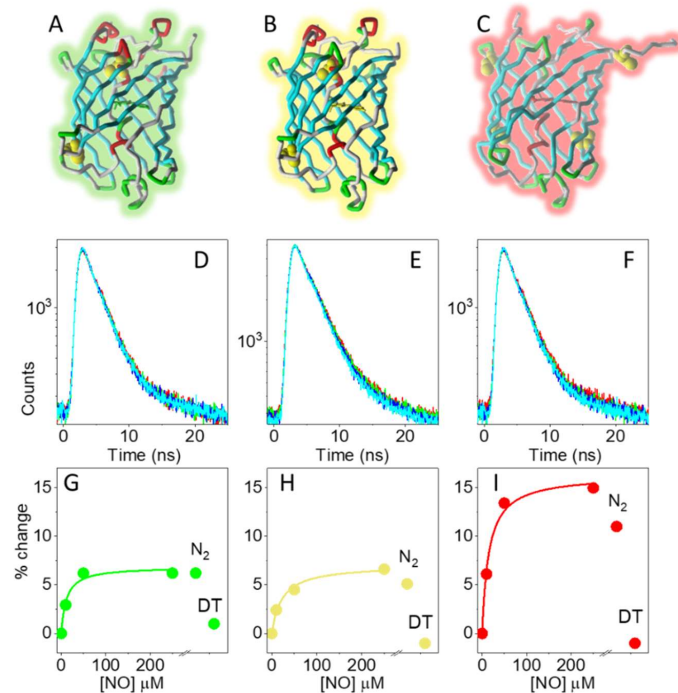 A B C
D E F
Counts
10³ 10³ 10³
0 10 20 0 10 20 0 10 20
Time (ns) Time (ns) Time (ns)
G H I
% change
15 15 15
10 10 10
5 5 5
0 0 0
N₂ N₂ N₂
DT DT DT
0 100 200 0 100 200 0 100 200
[NO] μM [NO] μM [NO] μM